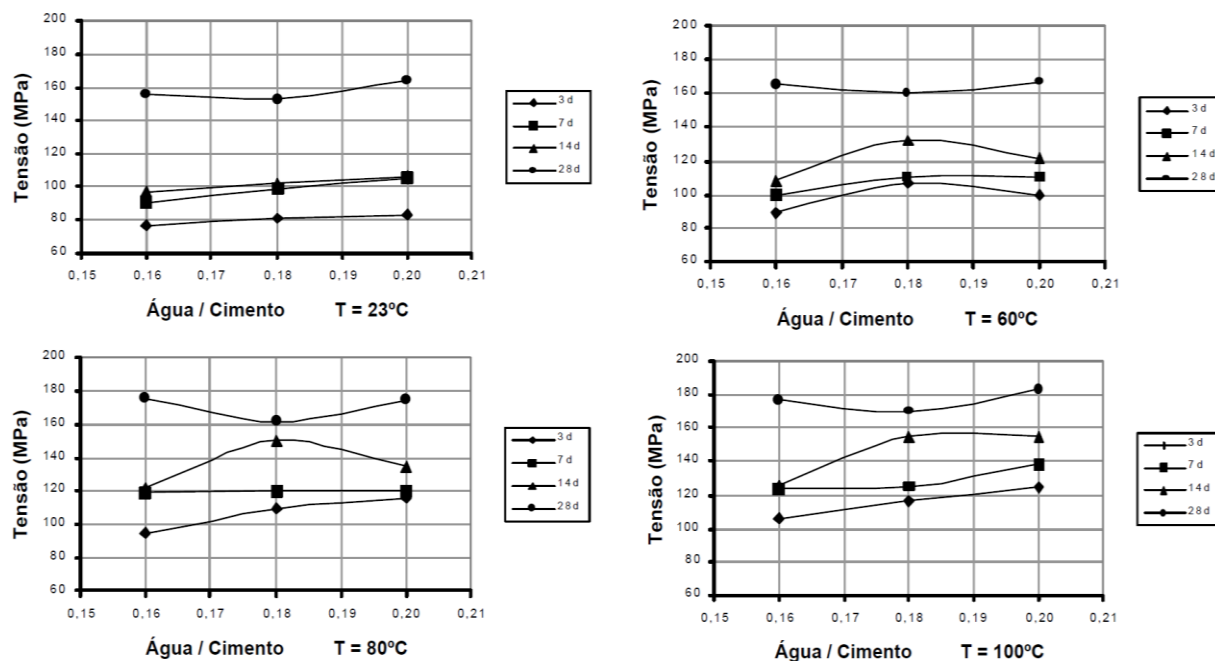 Tensão (MPa)
200
180
160
140
120
100
80
60
0,15 0,16 0,17 0,18 0,19 0,20 0,21
Água / Cimento T = 23ºC
3 d
7 d
14 d
28 d
Tensão (MPa)
200
180
160
140
120
100
80
60
0,15 0,16 0,17 0,18 0,19 0,20 0,21
Água / Cimento T = 60ºC
3 d
7 d
14 d
28 d
Tensão (MPa)
200
180
160
140
120
100
80
60
0,15 0,16 0,17 0,18 0,19 0,20 0,21
Água / Cimento T = 80ºC
3 d
7 d
14 d
28 d
Tensão (MPa)
200
180
160
140
120
100
80
60
0,15 0,16 0,17 0,18 0,19 0,20 0,21
Água / Cimento T = 100ºC
3 d
7 d
14 d
28 d